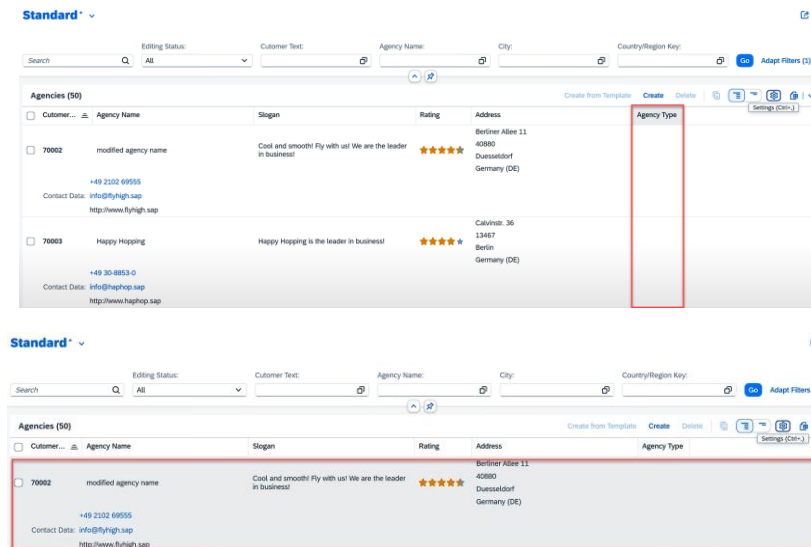 Standard*
Editing Status:
Cutomer Text:
Agency Name:
City:
Country/Region Key:
Search
All
Go
Adapt Filters (1)
Agencies (50)
Create from Template Create Delete
Settings (Ctrl+,)
Cutomer... Agency Name Slogan Rating Address Agency Type
Berliner Allee 11
70002 modified agency name Cool and smooth! Fly with us! We are the leader 40880
in business! Duesseldorf
Germany (DE)
+49 2102 69555
Contact Data: info@flyhigh.sap
http://www.flyhigh.sap
Calvinstr. 36
70003 Happy Hopping Happy Hopping is the leader in business! 13467
Berlin
Germany (DE)
+49 30-8853-0
Contact Data: info@haphop.sap
http://www.haphop.sap
Standard*
Editing Status:
Cutomer Text:
Agency Name:
City:
Country/Region Key:
Search
All
Go
Adapt Filters
Agencies (50)
Create from Template Create Delete
Settings (Ctrl+,)
Cutomer... Agency Name Slogan Rating Address Agency Type
Berliner Allee 11
70002 modified agency name Cool and smooth! Fly with us! We are the leader 40880
in business! Duesseldorf
Germany (DE)
+49 2102 69555
Contact Data: info@flyhigh.sap
http://www.flyhigh.sap